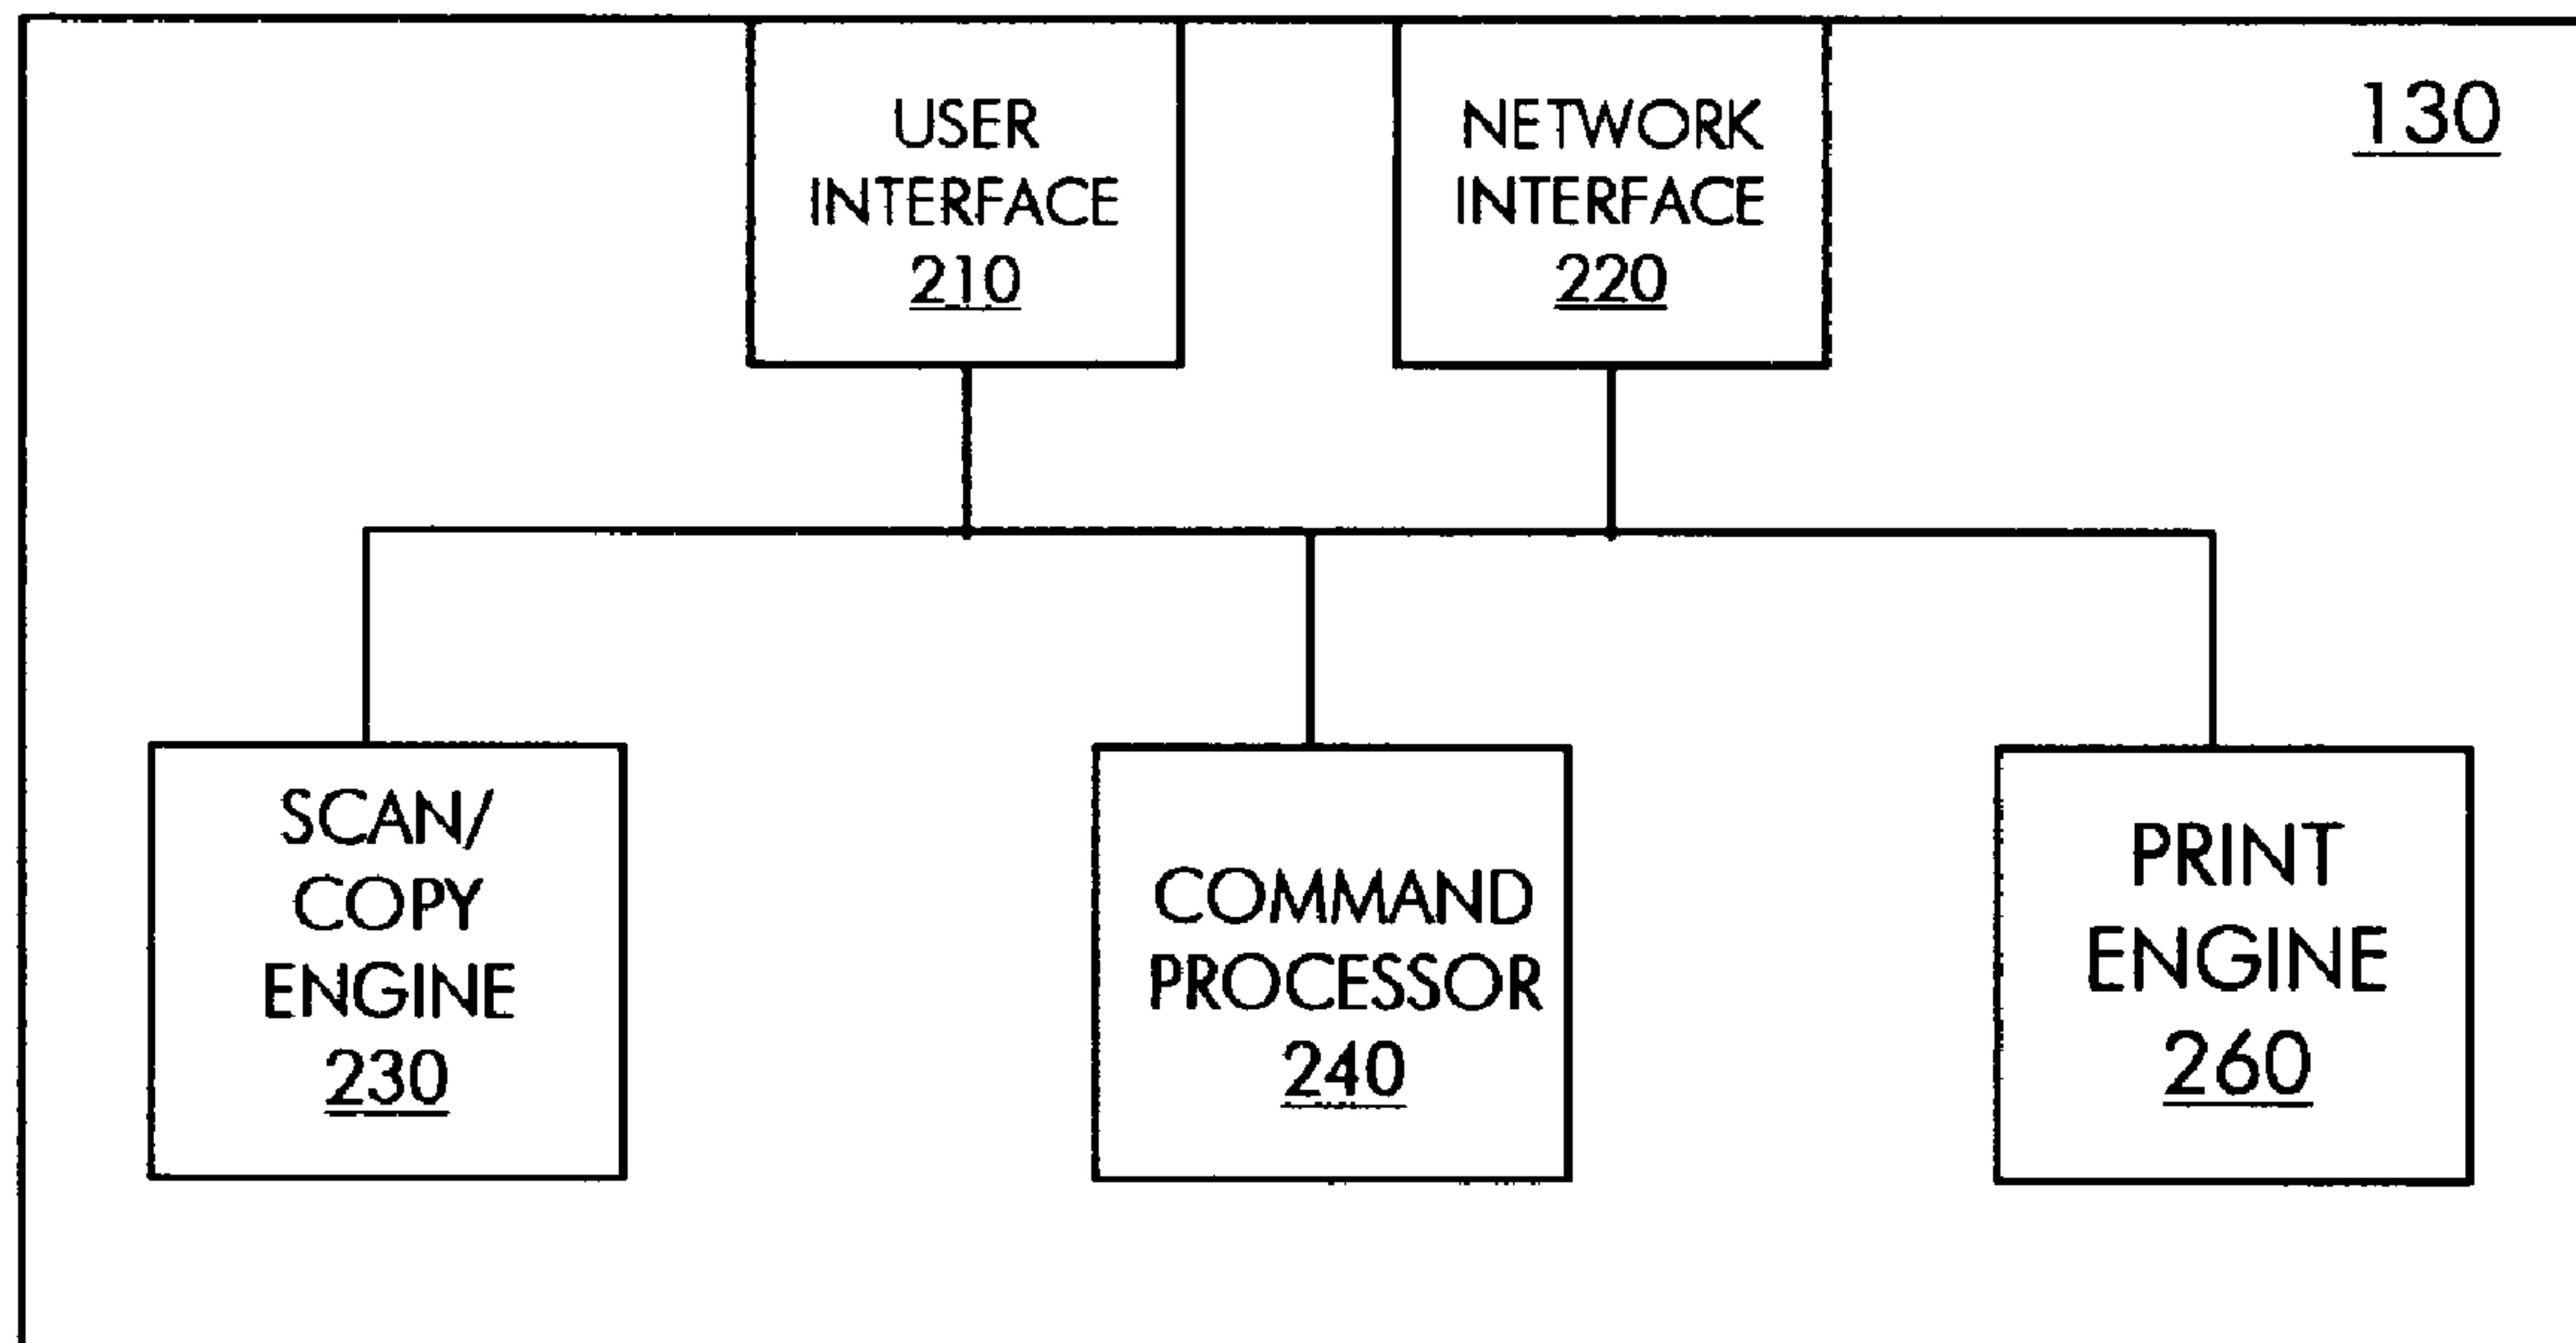 130
USER
INTERFACE
210
NETWORK
INTERFACE
220
SCAN/
COPY
ENGINE
230
COMMAND
PROCESSOR
240
PRINT
ENGINE
260